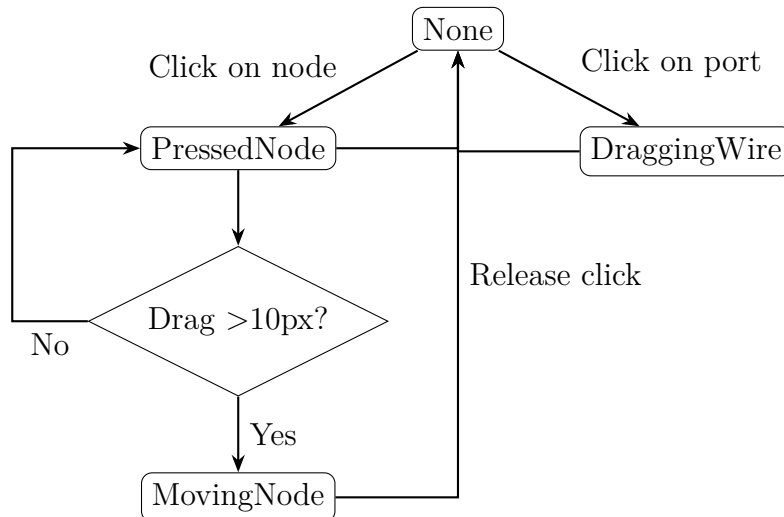 None
Click on node
Click on port
PressedNode
DraggingWire
Release click
Drag >10px?
No
Yes
MovingNode